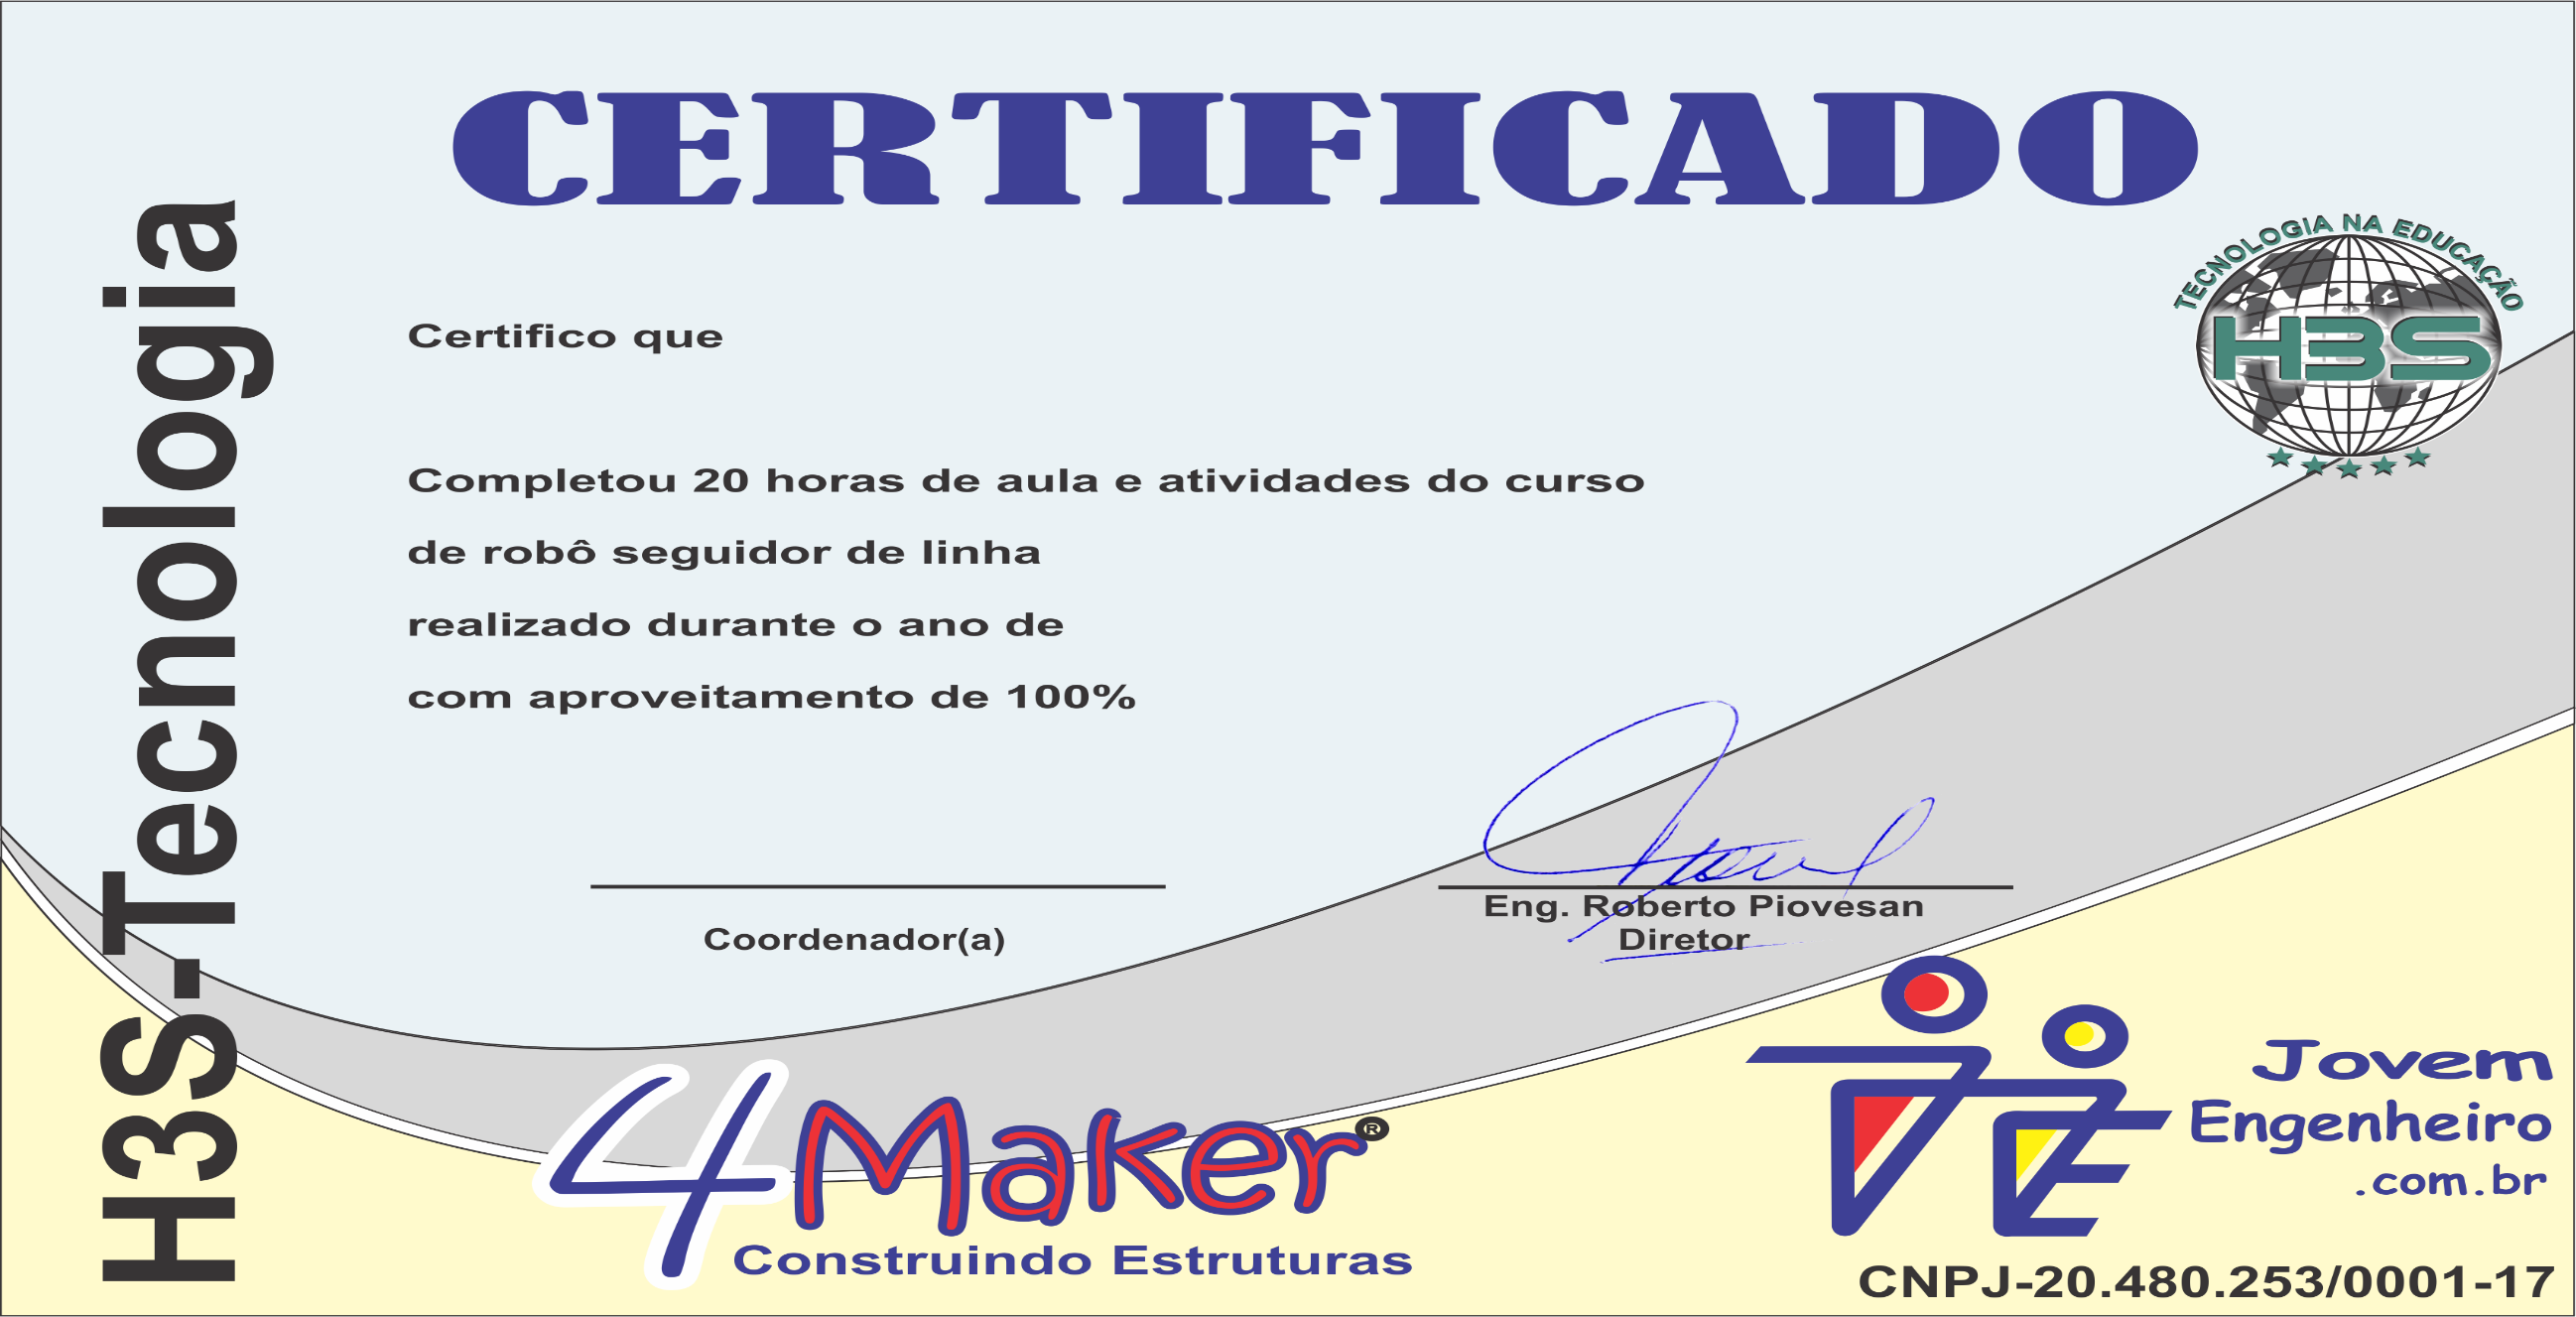 CERTIFICADO
H3S-Tecnologia
TECNOLOGIA NA EDUCAÇÃO
H3S
Certifico que
Completou 20 horas de aula e atividades do curso
de robô seguidor de linha
realizado durante o ano de
com aproveitamento de 100%
Coordenador(a)
Eng. Roberto Piovesan
Diretor
4Maker®
Construindo Estruturas
Jovem
Engenheiro
.com.br
CNPJ-20.480.253/0001-17